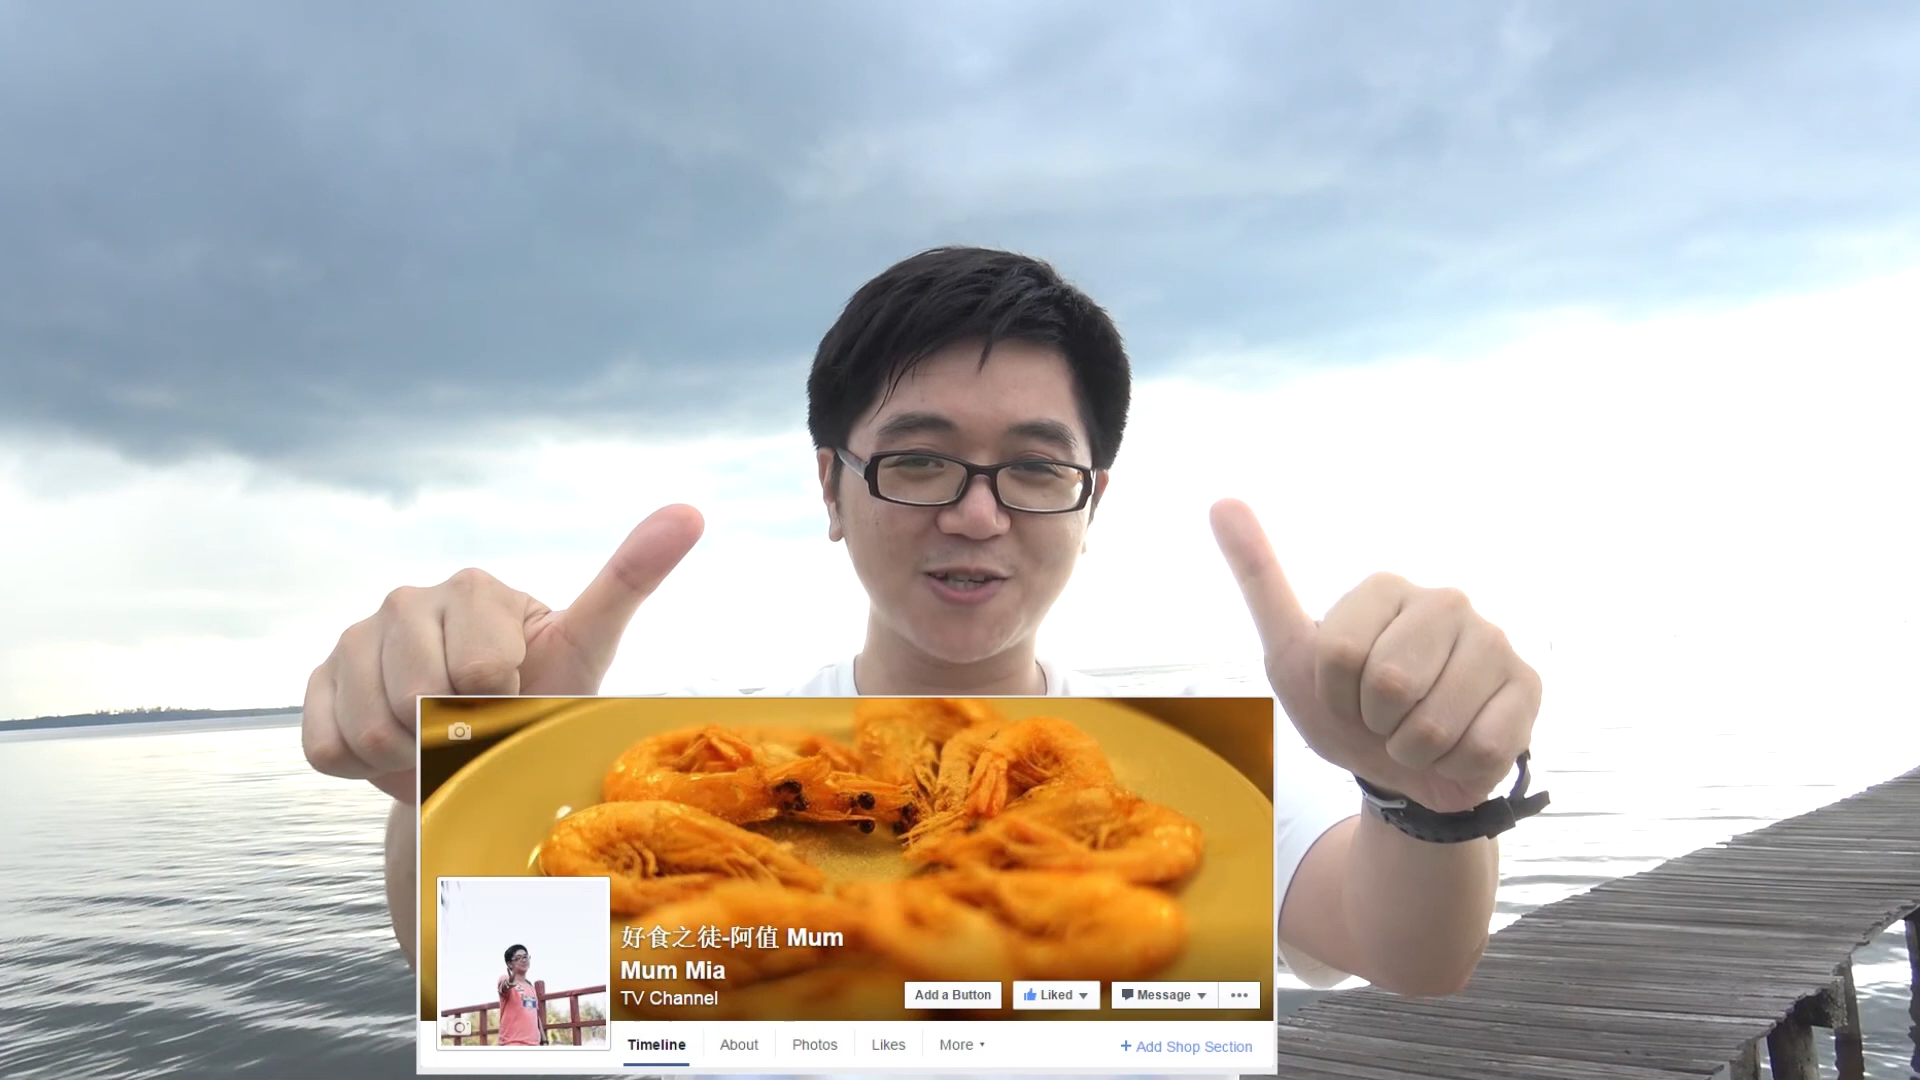 好食之徒-阿值 Mum
Mum Mia
TV Channel
Add a Button
Liked
Message
Timeline
About
Photos
Likes
More
+ Add Shop Section